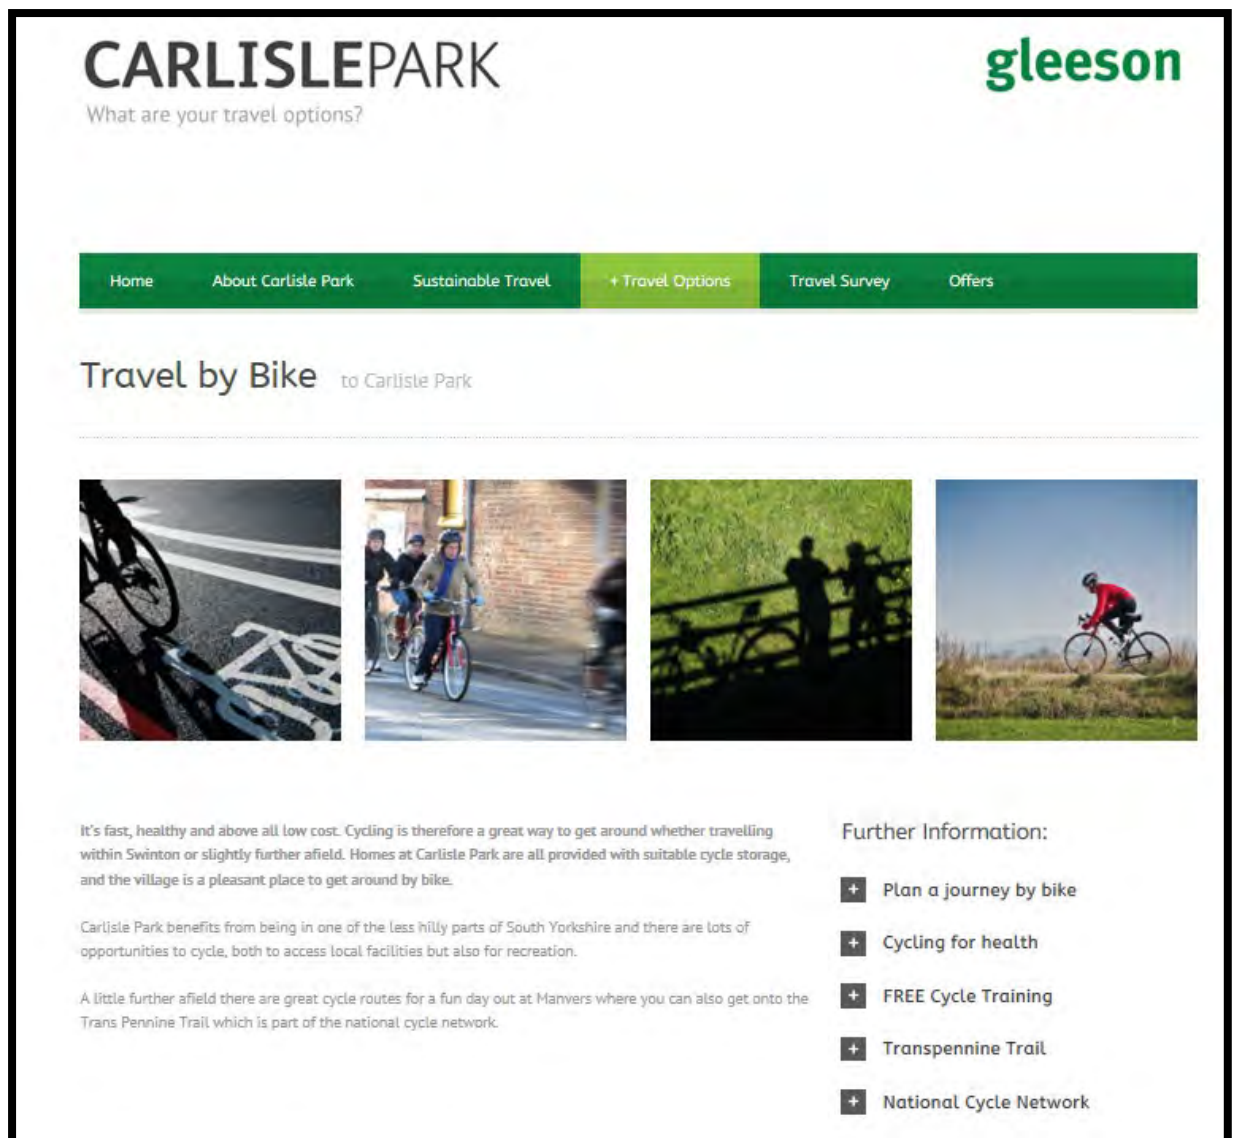 CARLISLEPARK
gleeson
What are your travel options?
Home
About Carlisle Park
Sustainable Travel
+ Travel Options
Travel Survey
Offers
Travel by Bike to Carlisle Park
It's fast, healthy and above all low cost. Cycling is therefore a great way to get around whether travelling
within Swinton or slightly further afield. Homes at Carlisle Park are all provided with suitable cycle storage,
and the village is a pleasant place to get around by bike.
Carlisle Park benefits from being in one of the less hilly parts of South Yorkshire and there are lots of
opportunities to cycle, both to access local facilities but also for recreation.
A little further afield there are great cycle routes for a fun day out at Manvers where you can also get onto the
Trans Pennine Trail which is part of the national cycle network.
Further Information:
+ Plan a journey by bike
+ Cycling for health
+ FREE Cycle Training
+ Transpennine Trail
+ National Cycle Network